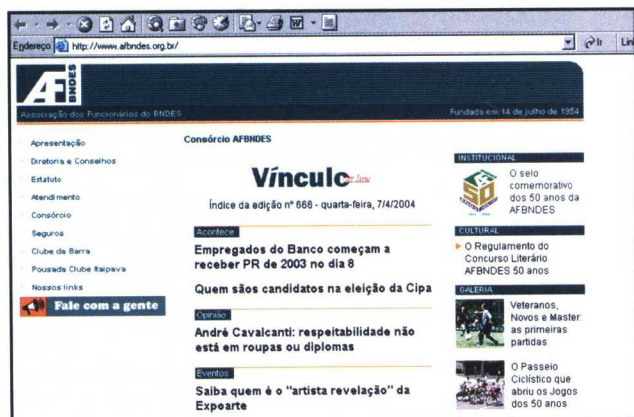 Endereço http://www.afbndes.org.br/ Ir Lin
AF BNDES
Associação dos Funcionários do BNDES
Fundada em 14 de julho de 1954
Apresentação
Diretoria e Conselhos
Estatuto
Atendimento
Consórcio
Seguros
Clube da Barra
Pousada Clube Itaipava
Nossos links
Fale com a gente
Consórcio AFBNDES
Vínculo on line
Índice da edição nº 666 - quarta-feira, 7/4/2004
Acontece
Empregados do Banco começam a
receber PR de 2003 no dia 8
Quem sãos candidatos na eleição da Cipa
Opinião
André Cavalcanti: respeitabilidade não
está em roupas ou diplomas
Eventos
Saiba quem é o "artista revelação" da
Expoarte
INSTITUCIONAL
O selo
comemorativo
dos 50 anos da
AFBNDES
CULTURAL
O Regulamento do
Concurso Literário
AFBNDES 50 anos
GALERIA
Veteranos,
Novos e Master:
as primeiras
partidas
O Passeio
Ciclístico que
abriu os Jogos
dos 50 anos